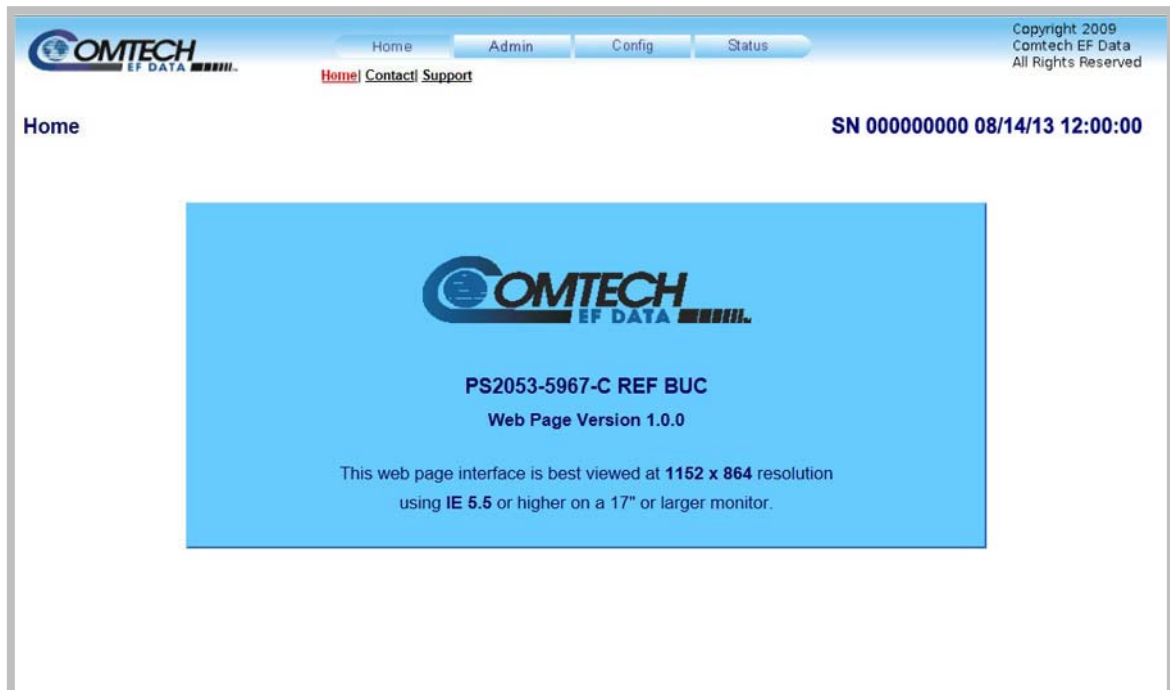 COMTECH
EF DATA
Home Admin Config Status
Home| Contact| Support
Copyright 2009
Comtech EF Data
All Rights Reserved
Home
SN 000000000 08/14/13 12:00:00
COMTECH
EF DATA
PS2053-5967-C REF BUC
Web Page Version 1.0.0
This web page interface is best viewed at 1152 x 864 resolution
using IE 5.5 or higher on a 17" or larger monitor.